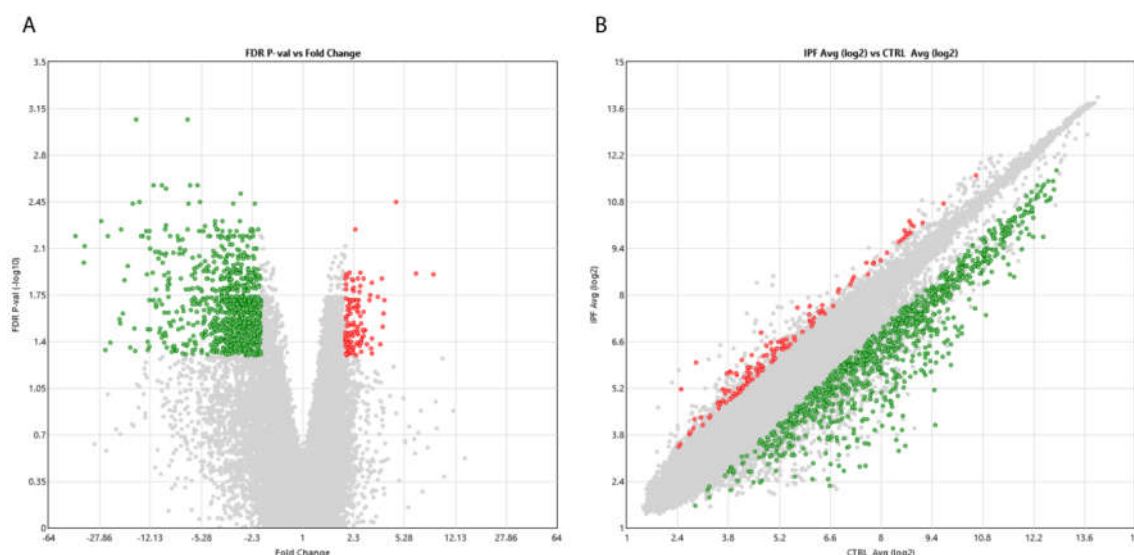 A
FDR P-val vs Fold Change
3.5
3.15
2.8
2.45
2.1
1.75
1.4
1.05
0.7
0.35
0
FDR P-val (-log10)
-64 -27.86 -12.13 -5.28 -2.3 1 2.3 5.28 12.13 27.86 64
Fold Change
B
IPF Avg (log2) vs CTRL Avg (log2)
15
13.6
12.2
10.8
9.4
8
6.6
5.2
3.8
2.4
1
IPF Avg (log2)
1 2.4 3.8 5.2 6.6 8 9.4 10.8 12.2 13.6
CTRL Avg (log2)